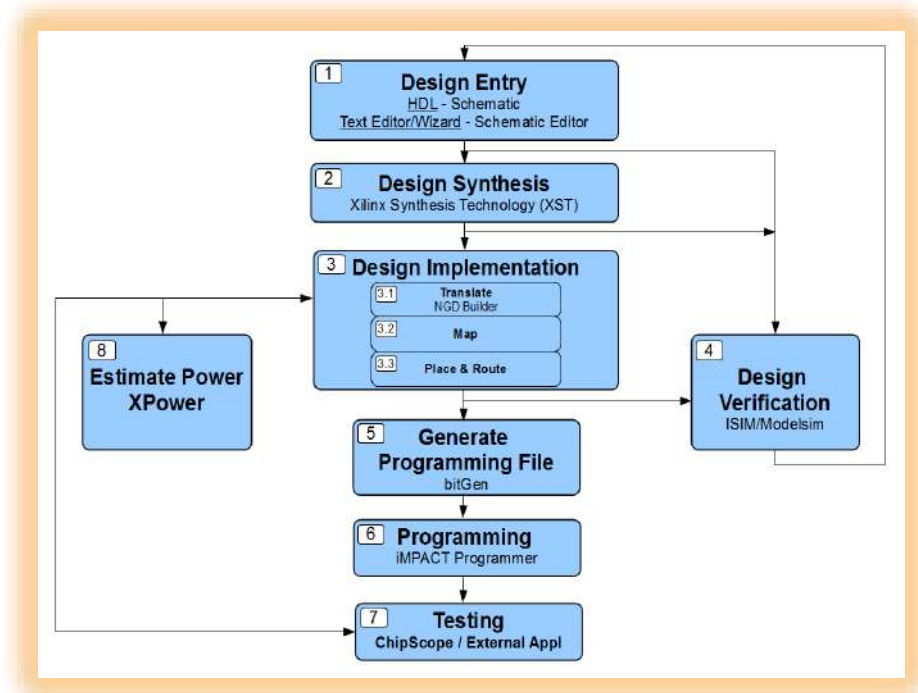 1
Design Entry
HDL - Schematic
Text Editor/Wizard - Schematic Editor
2
Design Synthesis
Xilinx Synthesis Technology (XST)
3
Design Implementation
3.1
Translate
NGD Builder
3.2
Map
3.3
Place & Route
8
Estimate Power
XPower
4
Design
Verification
ISIM/Modelsim
5
Generate
Programming File
bitGen
6
Programming
iMPACT Programmer
7
Testing
ChipScope / External Appl